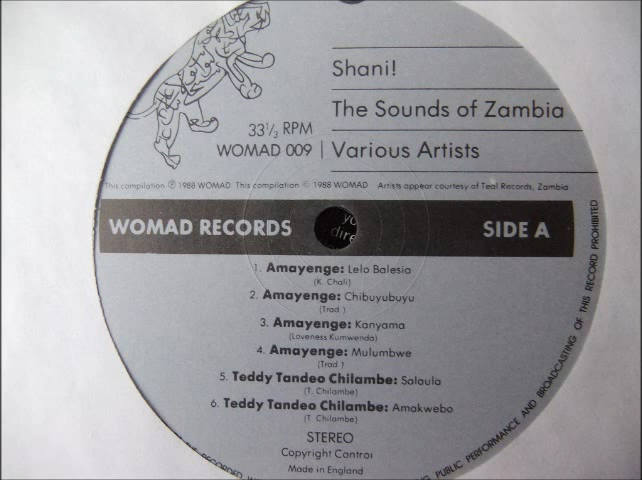 Shani!
The Sounds of Zambia
33⅓ RPM
WOMAD 009 | Various Artists
This compilation ℗ 1988 WOMAD This compilation © 1988 WOMAD Artists appear courtesy of Teal Records, Zambia
WOMAD RECORDS SIDE A
1. Amayenge: Lelo Balesia
(K. Chali)
2. Amayenge: Chibuyubuyu
(Trad.)
3. Amayenge: Kanyama
(Loveness Kumwenda)
4. Amayenge: Mulumbwe
(Trad.)
5. Teddy Tandeo Chilambe: Salaula
(T. Chilambe)
6. Teddy Tandeo Chilambe: Amakwebo
(T. Chilambe)
STEREO
Copyright Control
Made in England
PUBLIC PERFORMANCE AND BROADCASTING OF THIS RECORD PROHIBITED